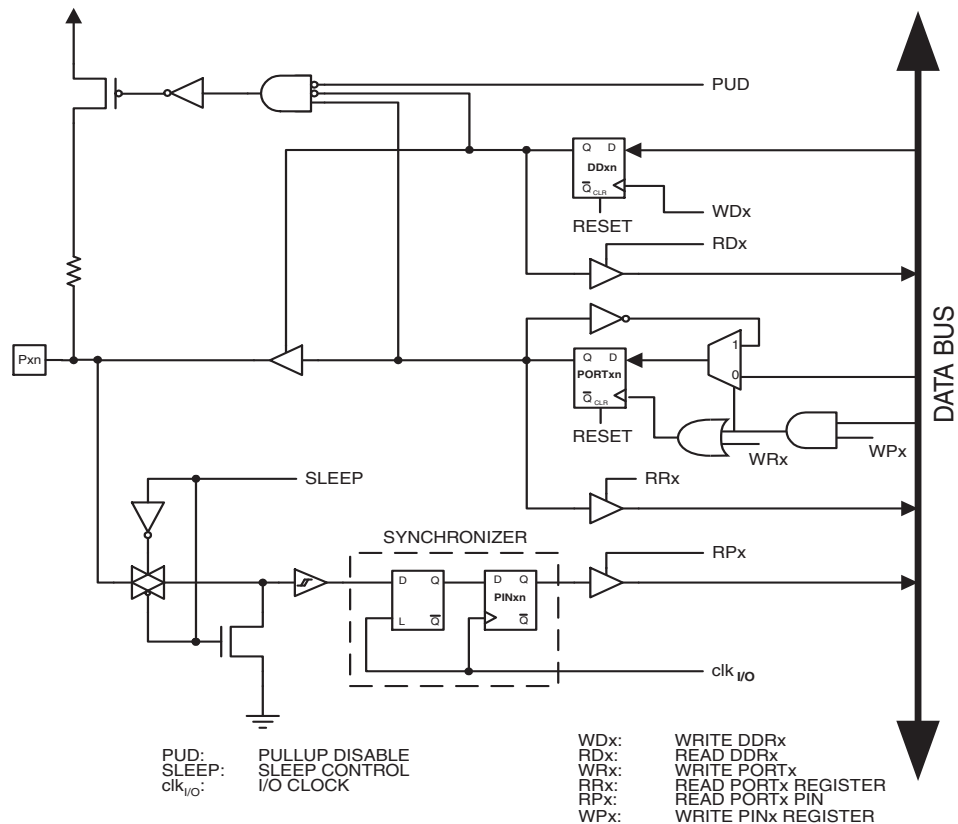 PUD
Q D
DDxn
Q CLR
WDx
RESET
RDx
Pxn
1
Q D
PORTxn
0
Q CLR
RESET
WRx
WPx
DATA BUS
SLEEP
RRx
SYNCHRONIZER
RPx
D Q
D Q
PINxn
L Q
Q
clk I/O
PUD: PULLUP DISABLE
SLEEP: SLEEP CONTROL
clkI/O: I/O CLOCK
WDx: WRITE DDRx
RDx: READ DDRx
WRx: WRITE PORTx
RRx: READ PORTx REGISTER
RPx: READ PORTx PIN
WPx: WRITE PINx REGISTER